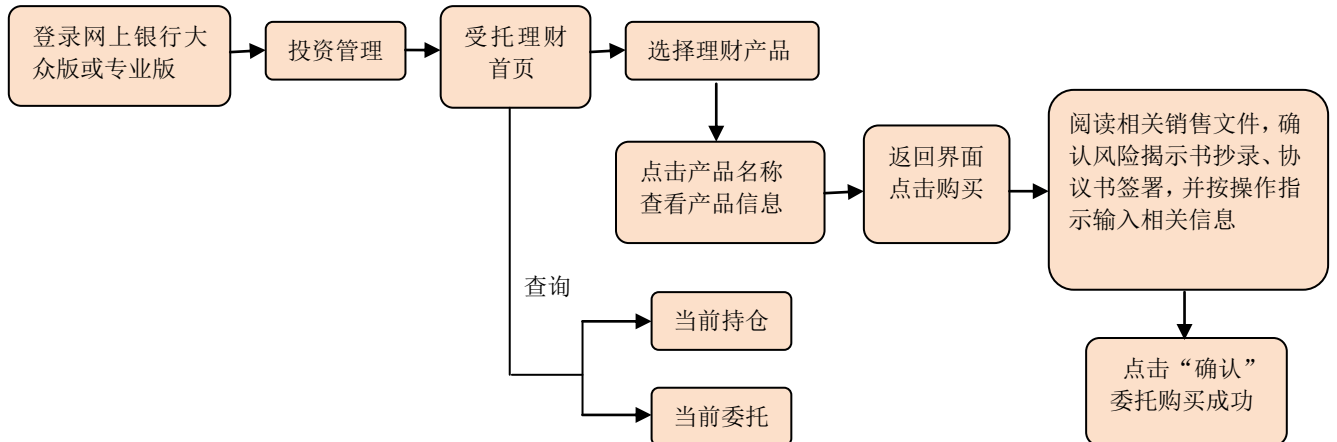 登录网上银行大
众版或专业版
投资管理
受托理财
首页
选择理财产品
点击产品名称
查看产品信息
返回界面
点击购买
阅读相关销售文件，确
认风险揭示书抄录、协
议书签署，并按操作指
示输入相关信息
点击“确认”
委托购买成功
查询
当前持仓
当前委托